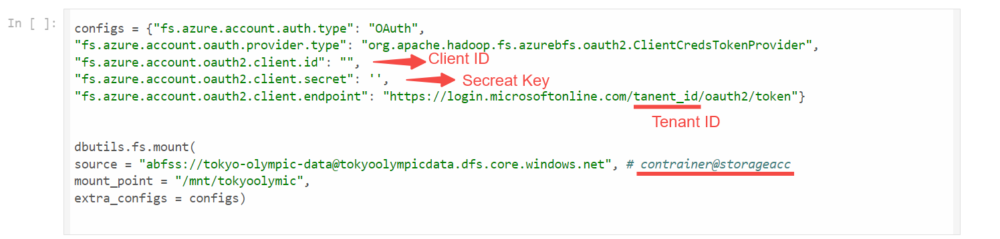 In [ ]:
configs = {"fs.azure.account.auth.type": "OAuth",
"fs.azure.account.oauth.provider.type": "org.apache.hadoop.fs.azurebfs.oauth2.ClientCredsTokenProvider",
"fs.azure.account.oauth2.client.id": "", Client ID
"fs.azure.account.oauth2.client.secret": '', Secreat Key
"fs.azure.account.oauth2.client.endpoint": "https://login.microsoftonline.com/tanent_id/oauth2/token"}
Tenant ID
dbutils.fs.mount(
source = "abfss://tokyo-olympic-data@tokyoolympicdata.dfs.core.windows.net", # contrainer@storageacc
mount_point = "/mnt/tokyoolymic",
extra_configs = configs)